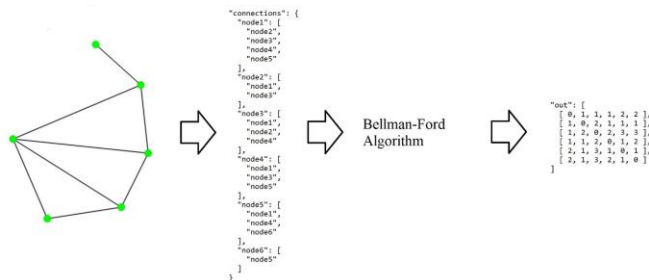 "connections": {
"node1": [
"node2",
"node3",
"node4",
"node5"
],
"node2": [
"node1",
"node3"
],
"node3": [
"node1",
"node2",
"node4"
],
"node4": [
"node1",
"node3",
"node5"
],
"node5": [
"node1",
"node4",
"node6"
],
"node6": [
"node5"
]
}
Bellman-Ford
Algorithm
"out": [
[ 0, 1, 1, 1, 2, 2 ],
[ 1, 0, 2, 1, 1, 1 ],
[ 1, 2, 0, 2, 3, 3 ],
[ 1, 1, 2, 0, 1, 2 ],
[ 2, 1, 3, 1, 0, 1 ],
[ 2, 1, 3, 2, 1, 0 ]
]